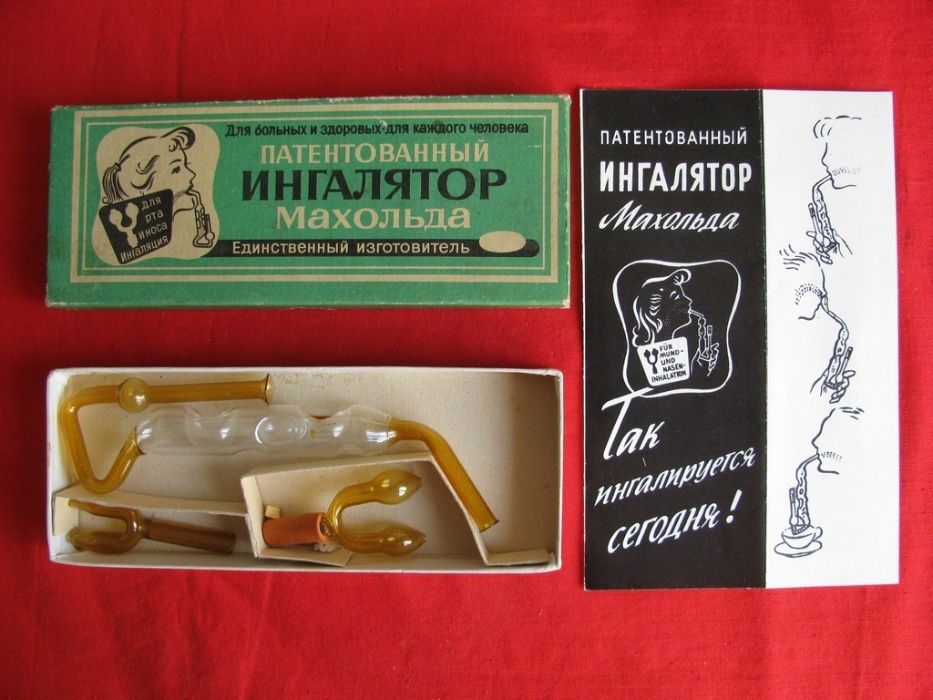 Для больных и здоровых-для каждого человека
ПАТЕНТОВАННЫЙ
ИНГАЛЯТОР
Махольда
Единственный изготовитель
для
рта
и носа
Ингаляция
ПАТЕНТОВАННЫЙ
ИНГАЛЯТОР
Махольда
FÜR
MUND-
UND
NASEN-
INHALATION
Так
ингалируется
сегодня!